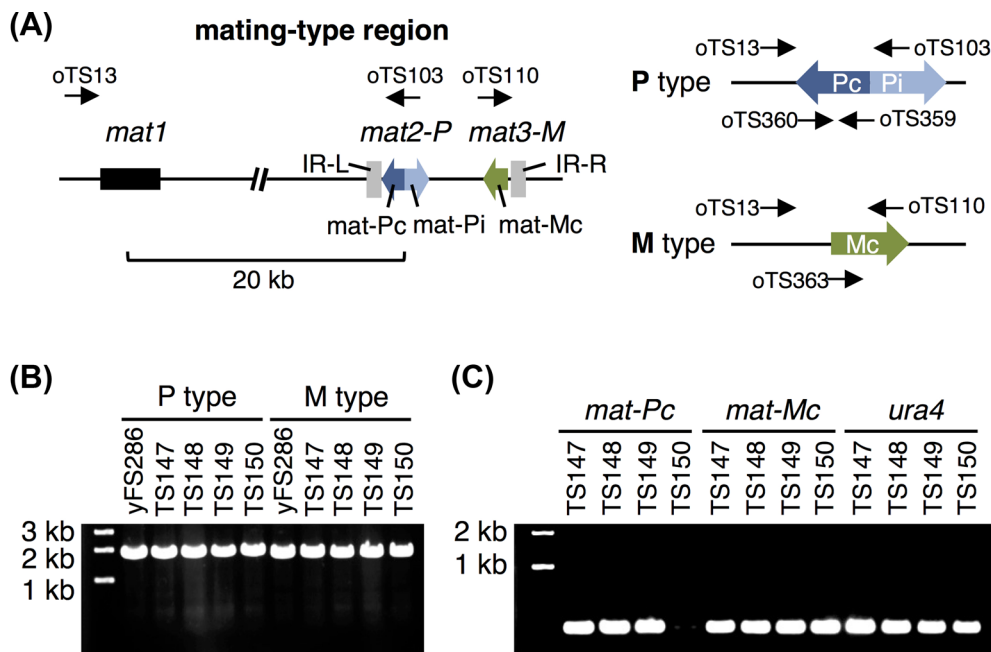 (A)
mating-type region
oTS13
oTS103 oTS110
mat1
mat2-P mat3-M
IR-L
IR-R
mat-Pc mat-Pi mat-Mc
20 kb
oTS13
oTS103
P type
Pc Pi
oTS360
oTS359
oTS13
oTS110
M type
Mc
oTS363
(B)
P type M type
yFS286 TS147 TS148 TS149 TS150 yFS286 TS147 TS148 TS149 TS150
3 kb
2 kb
1 kb
(C)
mat-Pc mat-Mc ura4
TS147 TS148 TS149 TS150 TS147 TS148 TS149 TS150 TS147 TS148 TS149 TS150
2 kb
1 kb